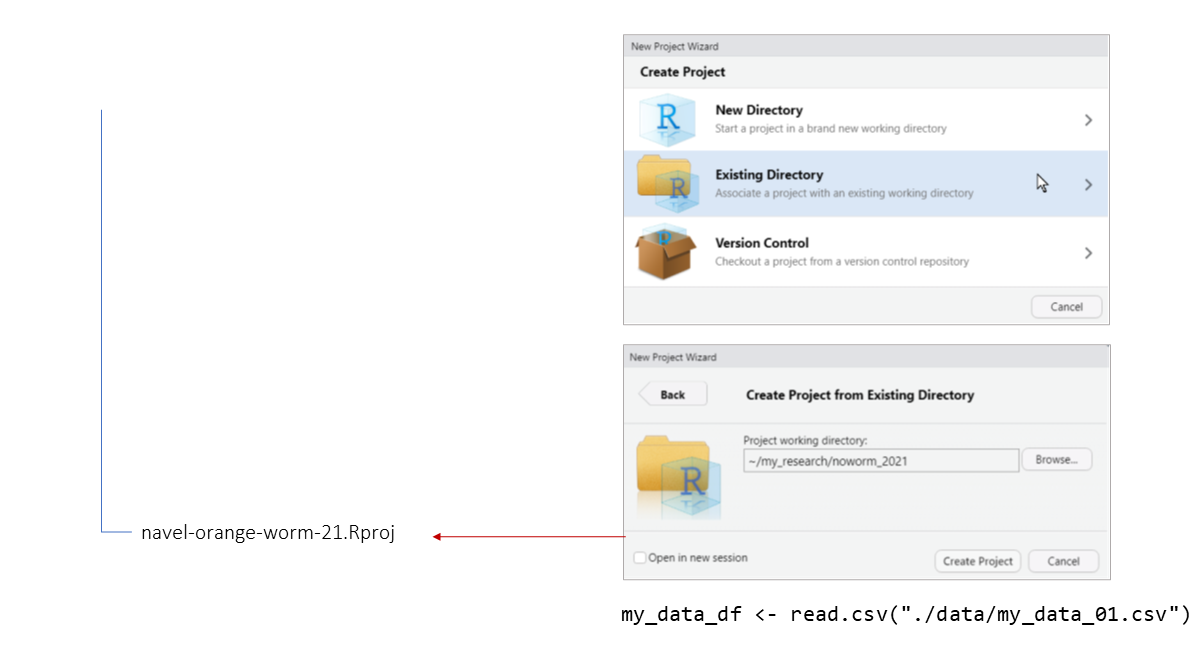 New Project Wizard
Create Project
R
New Directory
Start a project in a brand new working directory
R
Existing Directory
Associate a project with an existing working directory
Version Control
Checkout a project from a version control repository
Cancel
New Project Wizard
Back
Create Project from Existing Directory
Project working directory:
~/my_research/noworm_2021
Browse...
R
navel-orange-worm-21.Rproj
Open in new session
Create Project
Cancel
my_data_df <- read.csv("./data/my_data_01.csv")